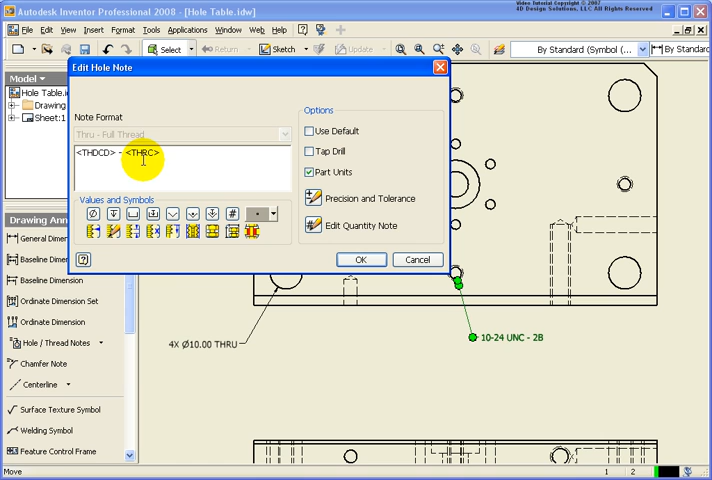 Video Tutorial Copyright © 2008
4D Design Solutions, LLC All Rights Reserved
Autodesk Inventor Professional 2008 - [Hole Table.idw]
File Edit View Insert Format Tools Applications Window Web Help
Select Return Sketch Update By Standard (Symbol ( By Standard
Model
Hole Table.id
Drawing
Sheet:1
Edit Hole Note
Note Format
Thru - Full Thread
<THDCD> - <THRC>
Values and Symbols
Options
Use Default
Tap Drill
Part Units
Precision and Tolerance
Edit Quantity Note
OK
Cancel
Drawing Ann
General Dimen
Baseline Dimen
Baseline Dimension
Ordinate Dimension Set
Ordinate Dimension
Hole / Thread Notes
Chamfer Note
Centerline
Surface Texture Symbol
Welding Symbol
Feature Control Frame
4X Ø10.00 THRU
10-24 UNC - 2B
Move
1 2